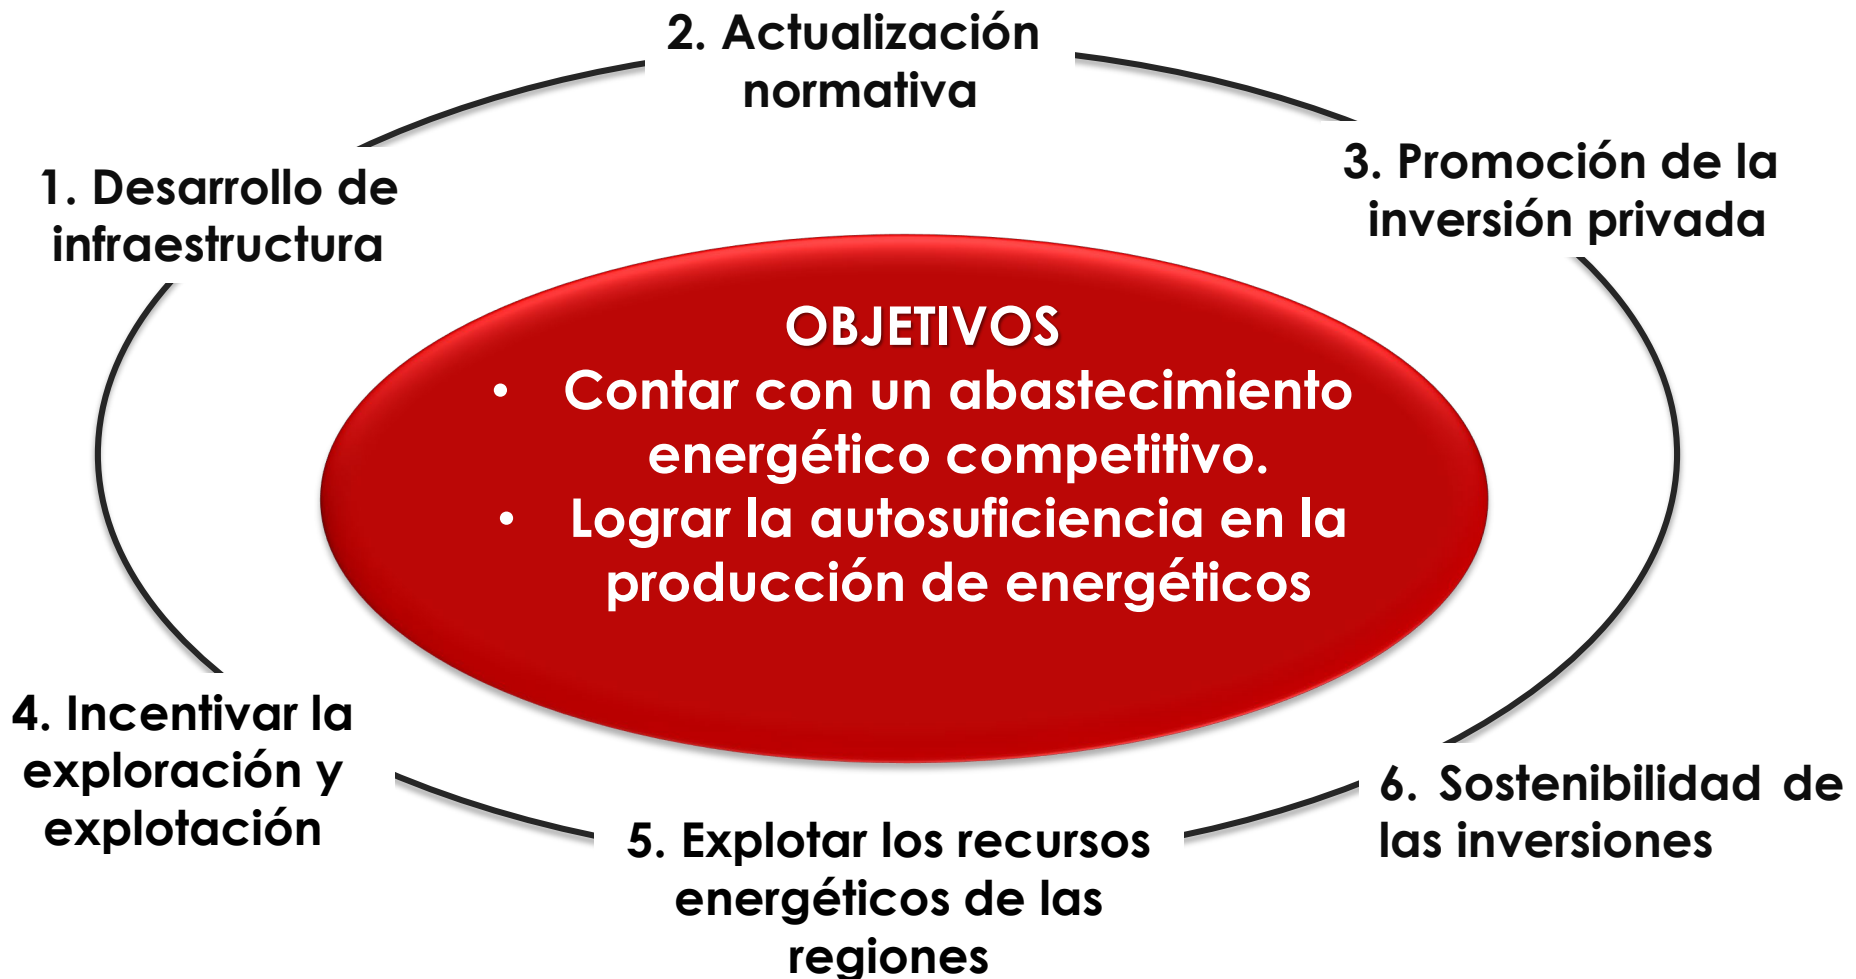 2. Actualización
normativa
1. Desarrollo de
infraestructura
3. Promoción de la
inversión privada
OBJETIVOS
• Contar con un abastecimiento
energético competitivo.
• Lograr la autosuficiencia en la
producción de energéticos
4. Incentivar la
exploración y
explotación
5. Explotar los recursos
energéticos de las
regiones
6. Sostenibilidad de
las inversiones